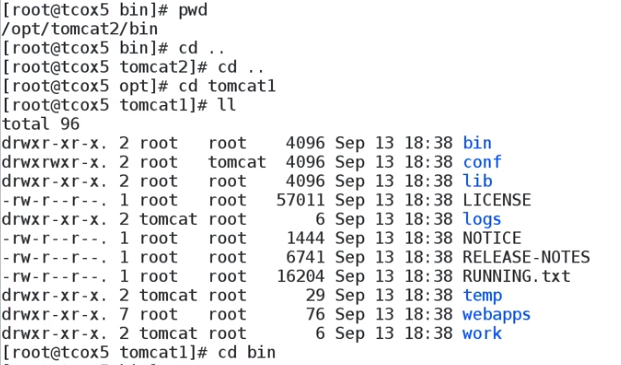 [root@tcox5 bin]# pwd
/opt/tomcat2/bin
[root@tcox5 bin]# cd ..
[root@tcox5 tomcat2]# cd ..
[root@tcox5 opt]# cd tomcat1
[root@tcox5 tomcat1]# ll
total 96
drwxr-xr-x. 2 root   root    4096 Sep 13 18:38 bin
drwxrwxr-x. 2 root   tomcat  4096 Sep 13 18:38 conf
drwxr-xr-x. 2 root   root    4096 Sep 13 18:38 lib
-rw-r--r--. 1 root   root   57011 Sep 13 18:38 LICENSE
drwxr-xr-x. 2 tomcat root       6 Sep 13 18:38 logs
-rw-r--r--. 1 root   root    1444 Sep 13 18:38 NOTICE
-rw-r--r--. 1 root   root    6741 Sep 13 18:38 RELEASE-NOTES
-rw-r--r--. 1 root   root   16204 Sep 13 18:38 RUNNING.txt
drwxr-xr-x. 2 tomcat root      29 Sep 13 18:38 temp
drwxr-xr-x. 7 root   root      76 Sep 13 18:38 webapps
drwxr-xr-x. 2 tomcat root       6 Sep 13 18:38 work
[root@tcox5 tomcat1]# cd bin